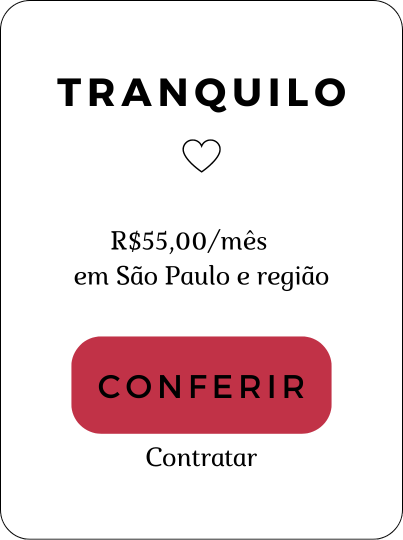 TRANQUILO
R$55,00/mês
em São Paulo e região
CONFERIR
Contratar